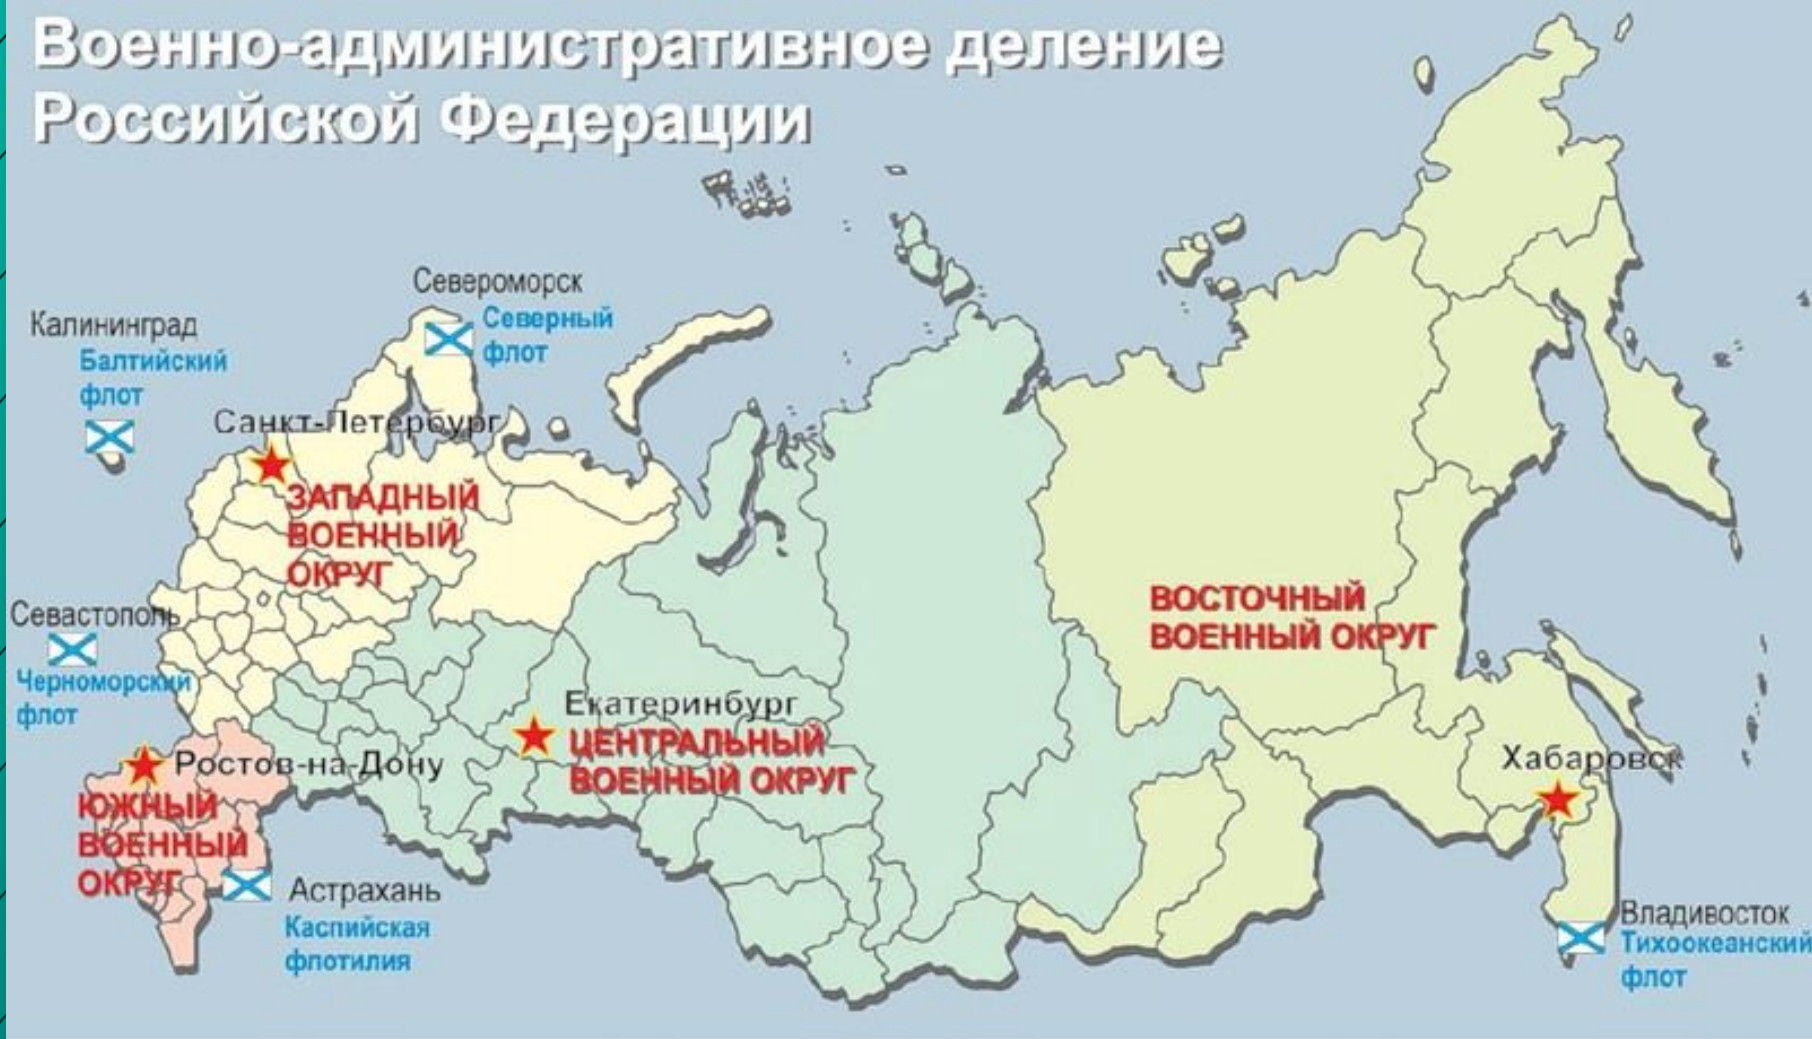 Военно-административное деление
Российской Федерации
Североморск
Северный
флот
Калининград
Балтийский
флот
Санкт-Петербург
ЗАПАДНЫЙ
ВОЕННЫЙ
ОКРУГ
Севастополь
Черноморский
флот
ВОСТОЧНЫЙ
ВОЕННЫЙ ОКРУГ
Екатеринбург
ЦЕНТРАЛЬНЫЙ
ВОЕННЫЙ ОКРУГ
Ростов-на-Дону
ЮЖНЫЙ
ВОЕННЫЙ
ОКРУГ
Астрахань
Каспийская
флотилия
Хабаровск
Владивосток
Тихоокеанский
флот